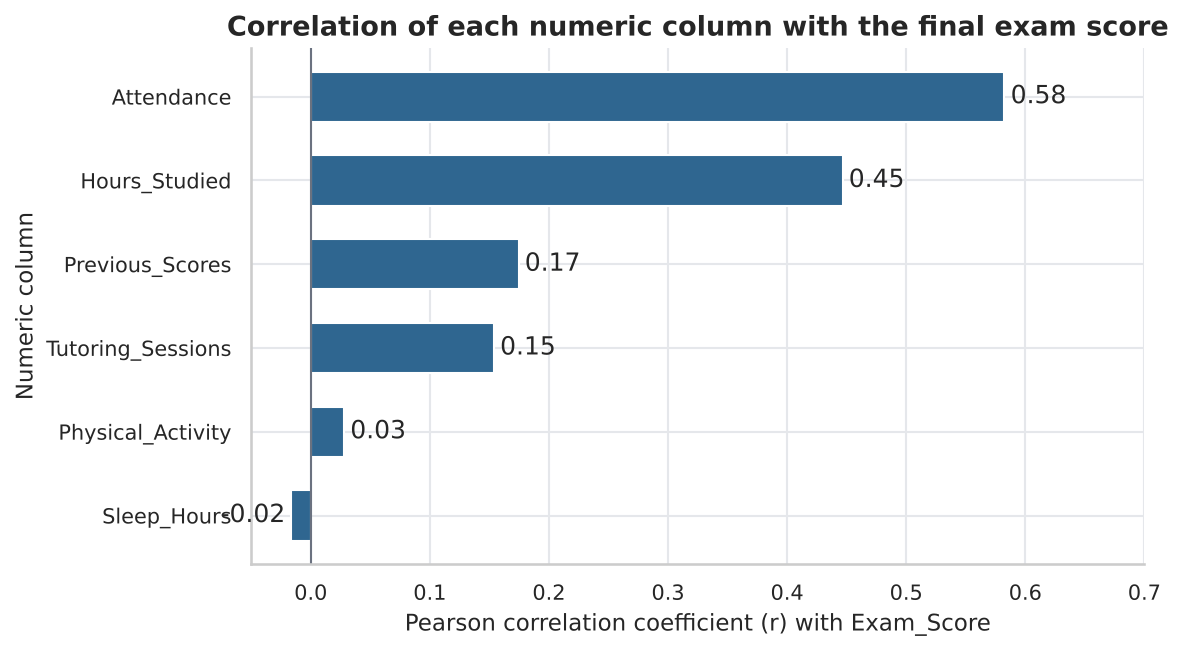 Correlation of each numeric column with the final exam score
Numeric column
Attendance 0.58
Hours_Studied 0.45
Previous_Scores 0.17
Tutoring_Sessions 0.15
Physical_Activity 0.03
Sleep_Hours -0.02
0.0 0.1 0.2 0.3 0.4 0.5 0.6 0.7
Pearson correlation coefficient (r) with Exam_Score